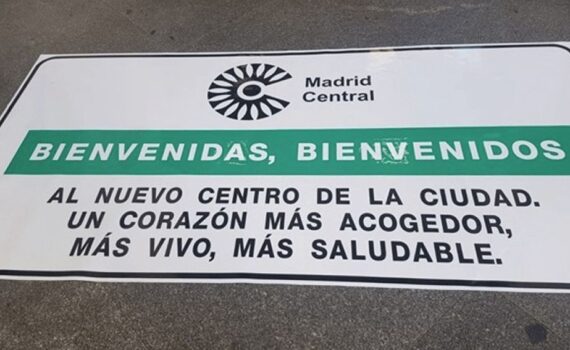 Madrid
Central
BIENVENIDAS, BIENVENIDOS
AL NUEVO CENTRO DE LA CIUDAD.
UN CORAZÓN MÁS ACOGEDOR,
MÁS VIVO, MÁS SALUDABLE.